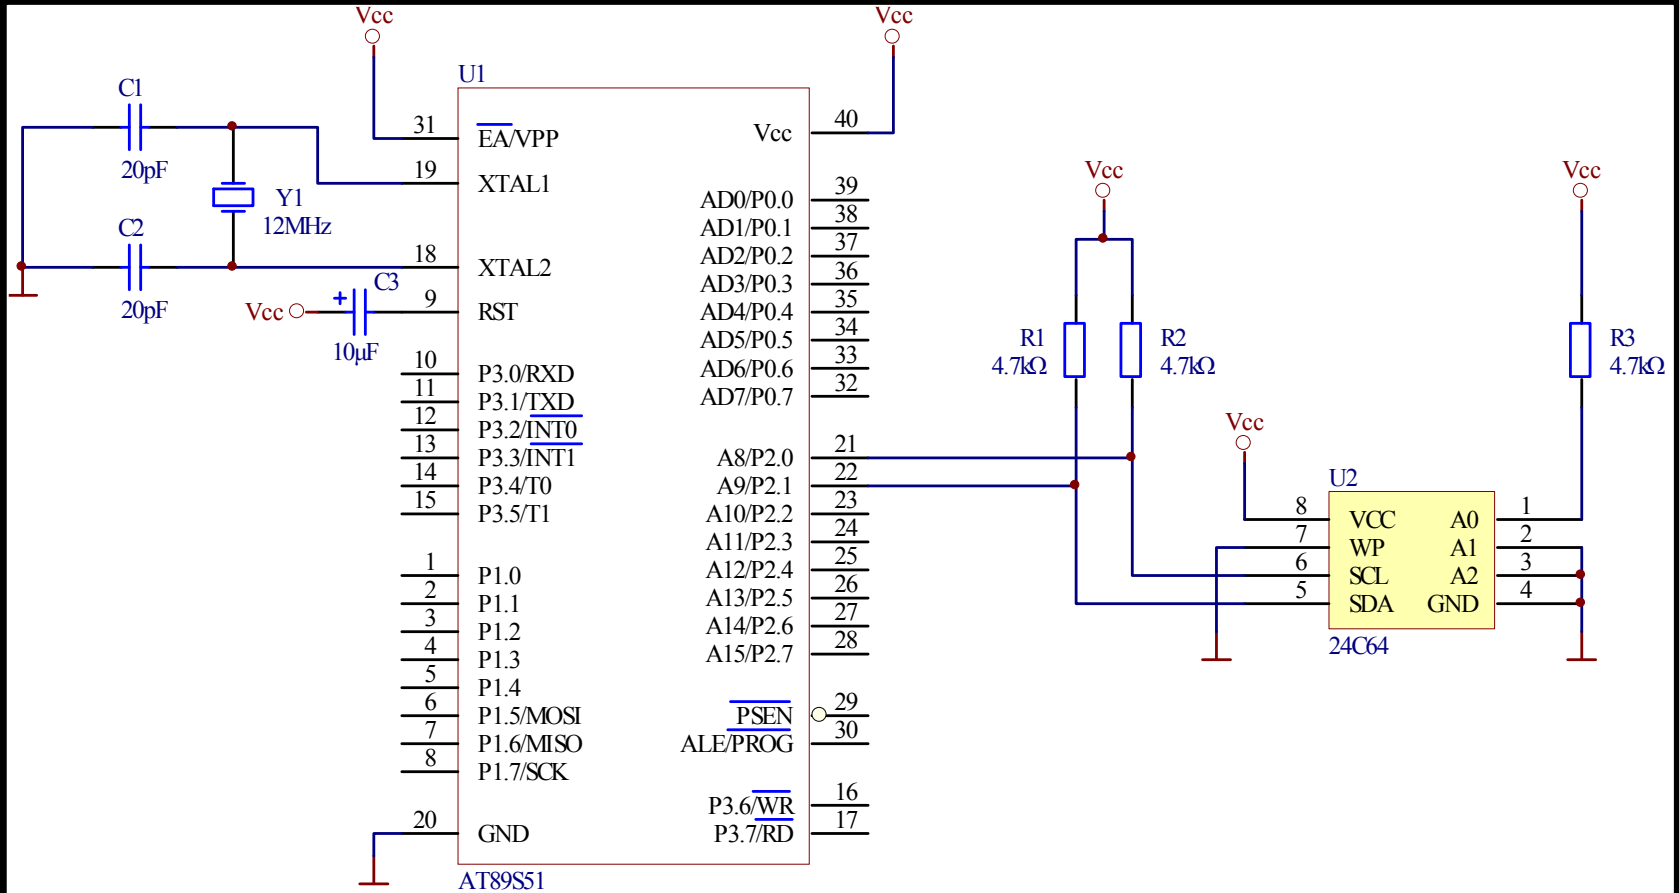 Vcc
Vcc
U1
C1
20pF
C2
20pF
Y1
12MHz
Vcc
+
C3
10µF
31 EA/VPP
19 XTAL1
18 XTAL2
9 RST
10 P3.0/RXD
11 P3.1/TXD
12 P3.2/INT0
13 P3.3/INT1
14 P3.4/T0
15 P3.5/T1
1 P1.0
2 P1.1
3 P1.2
4 P1.3
5 P1.4
6 P1.5/MOSI
7 P1.6/MISO
8 P1.7/SCK
20 GND
Vcc 40
AD0/P0.0 39
AD1/P0.1 38
AD2/P0.2 37
AD3/P0.3 36
AD4/P0.4 35
AD5/P0.5 34
AD6/P0.6 33
AD7/P0.7 32
A8/P2.0 21
A9/P2.1 22
A10/P2.2 23
A11/P2.3 24
A12/P2.4 25
A13/P2.5 26
A14/P2.6 27
A15/P2.7 28
PSEN 29
ALE/PROG 30
P3.6/WR 16
P3.7/RD 17
AT89S51
Vcc
R1
4.7kΩ
R2
4.7kΩ
Vcc
R3
4.7kΩ
Vcc
U2
8 VCC A0 1
7 WP A1 2
6 SCL A2 3
5 SDA GND 4
24C64